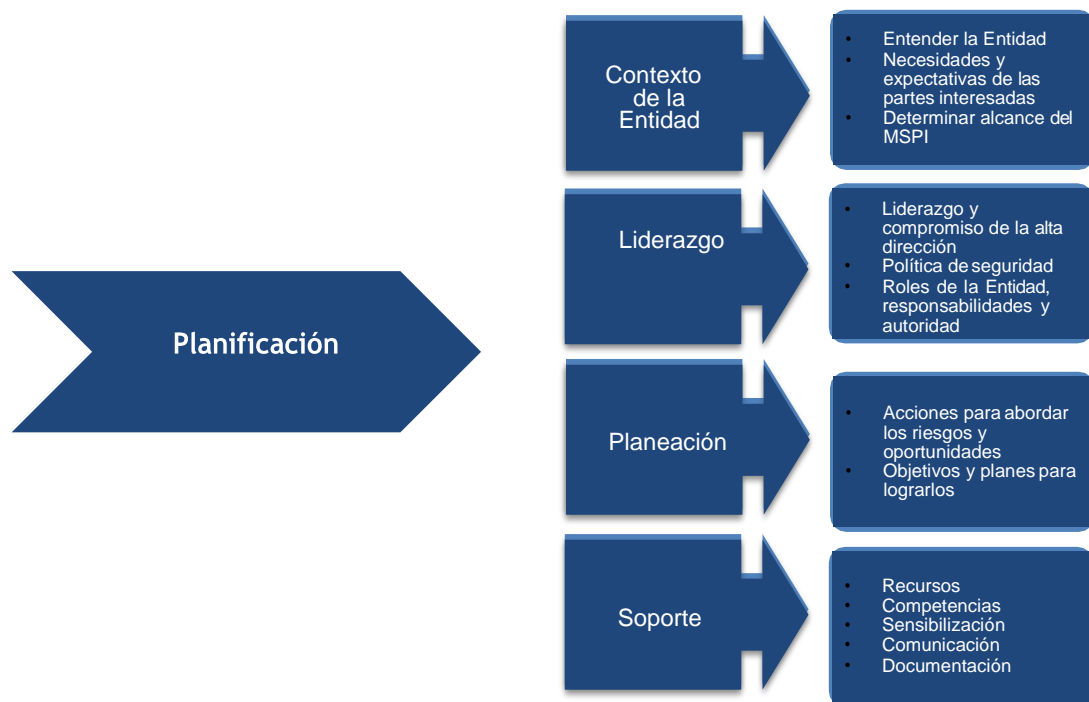 Planificación
Contexto
de la
Entidad
• Entender la Entidad
• Necesidades y
expectativas de las
partes interesadas
• Determinar alcance del
MSPI
Liderazgo
• Liderazgo y
compromiso de la alta
dirección
• Política de seguridad
• Roles de la Entidad,
responsabilidades y
autoridad
Planeación
• Acciones para abordar
los riesgos y
oportunidades
• Objetivos y planes para
lograrlos
Soporte
• Recursos
• Competencias
• Sensibilización
• Comunicación
• Documentación